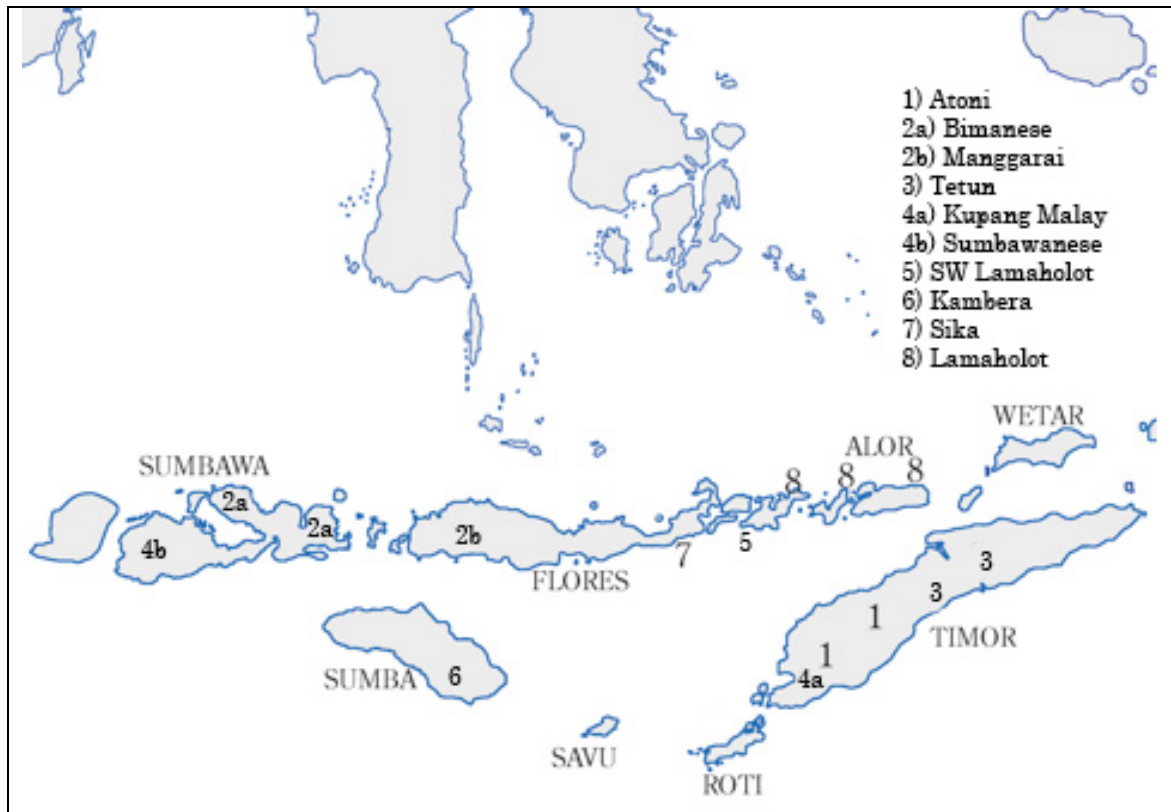 1) Atoni
2a) Bimanese
2b) Manggarai
3) Tetun
4a) Kupang Malay
4b) Sumbawanese
5) SW Lamaholot
6) Kambera
7) Sika
8) Lamaholot
WETAR
ALOR
SUMBAWA
8 8 8
2a
2a
2b
4b
7
5
3
FLORES
3
1
TIMOR
1
SUMBA
6
4a
SAVU
ROTI